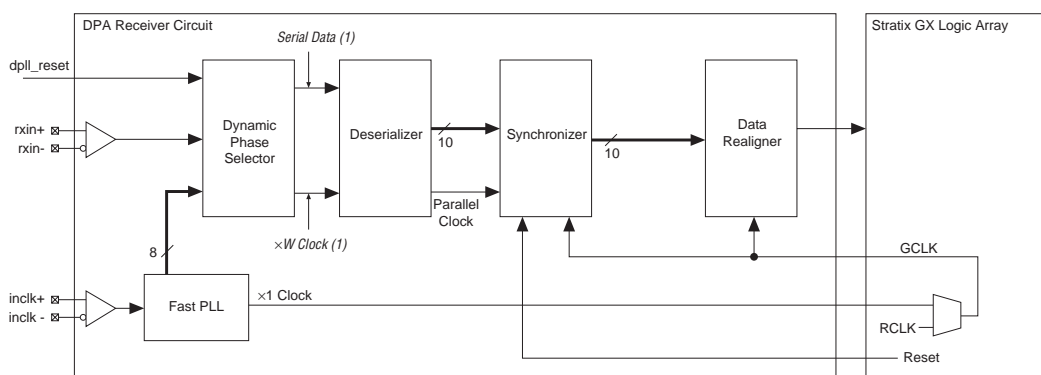 DPA Receiver Circuit
Stratix GX Logic Array
Serial Data (1)
dpll_reset
rxin+
rxin-
Dynamic
Phase
Selector
Deserializer
Synchronizer
Data
Realigner
10
10
Parallel
Clock
×W Clock (1)
8
GCLK
inclk+
inclk -
Fast PLL
×1 Clock
RCLK
Reset